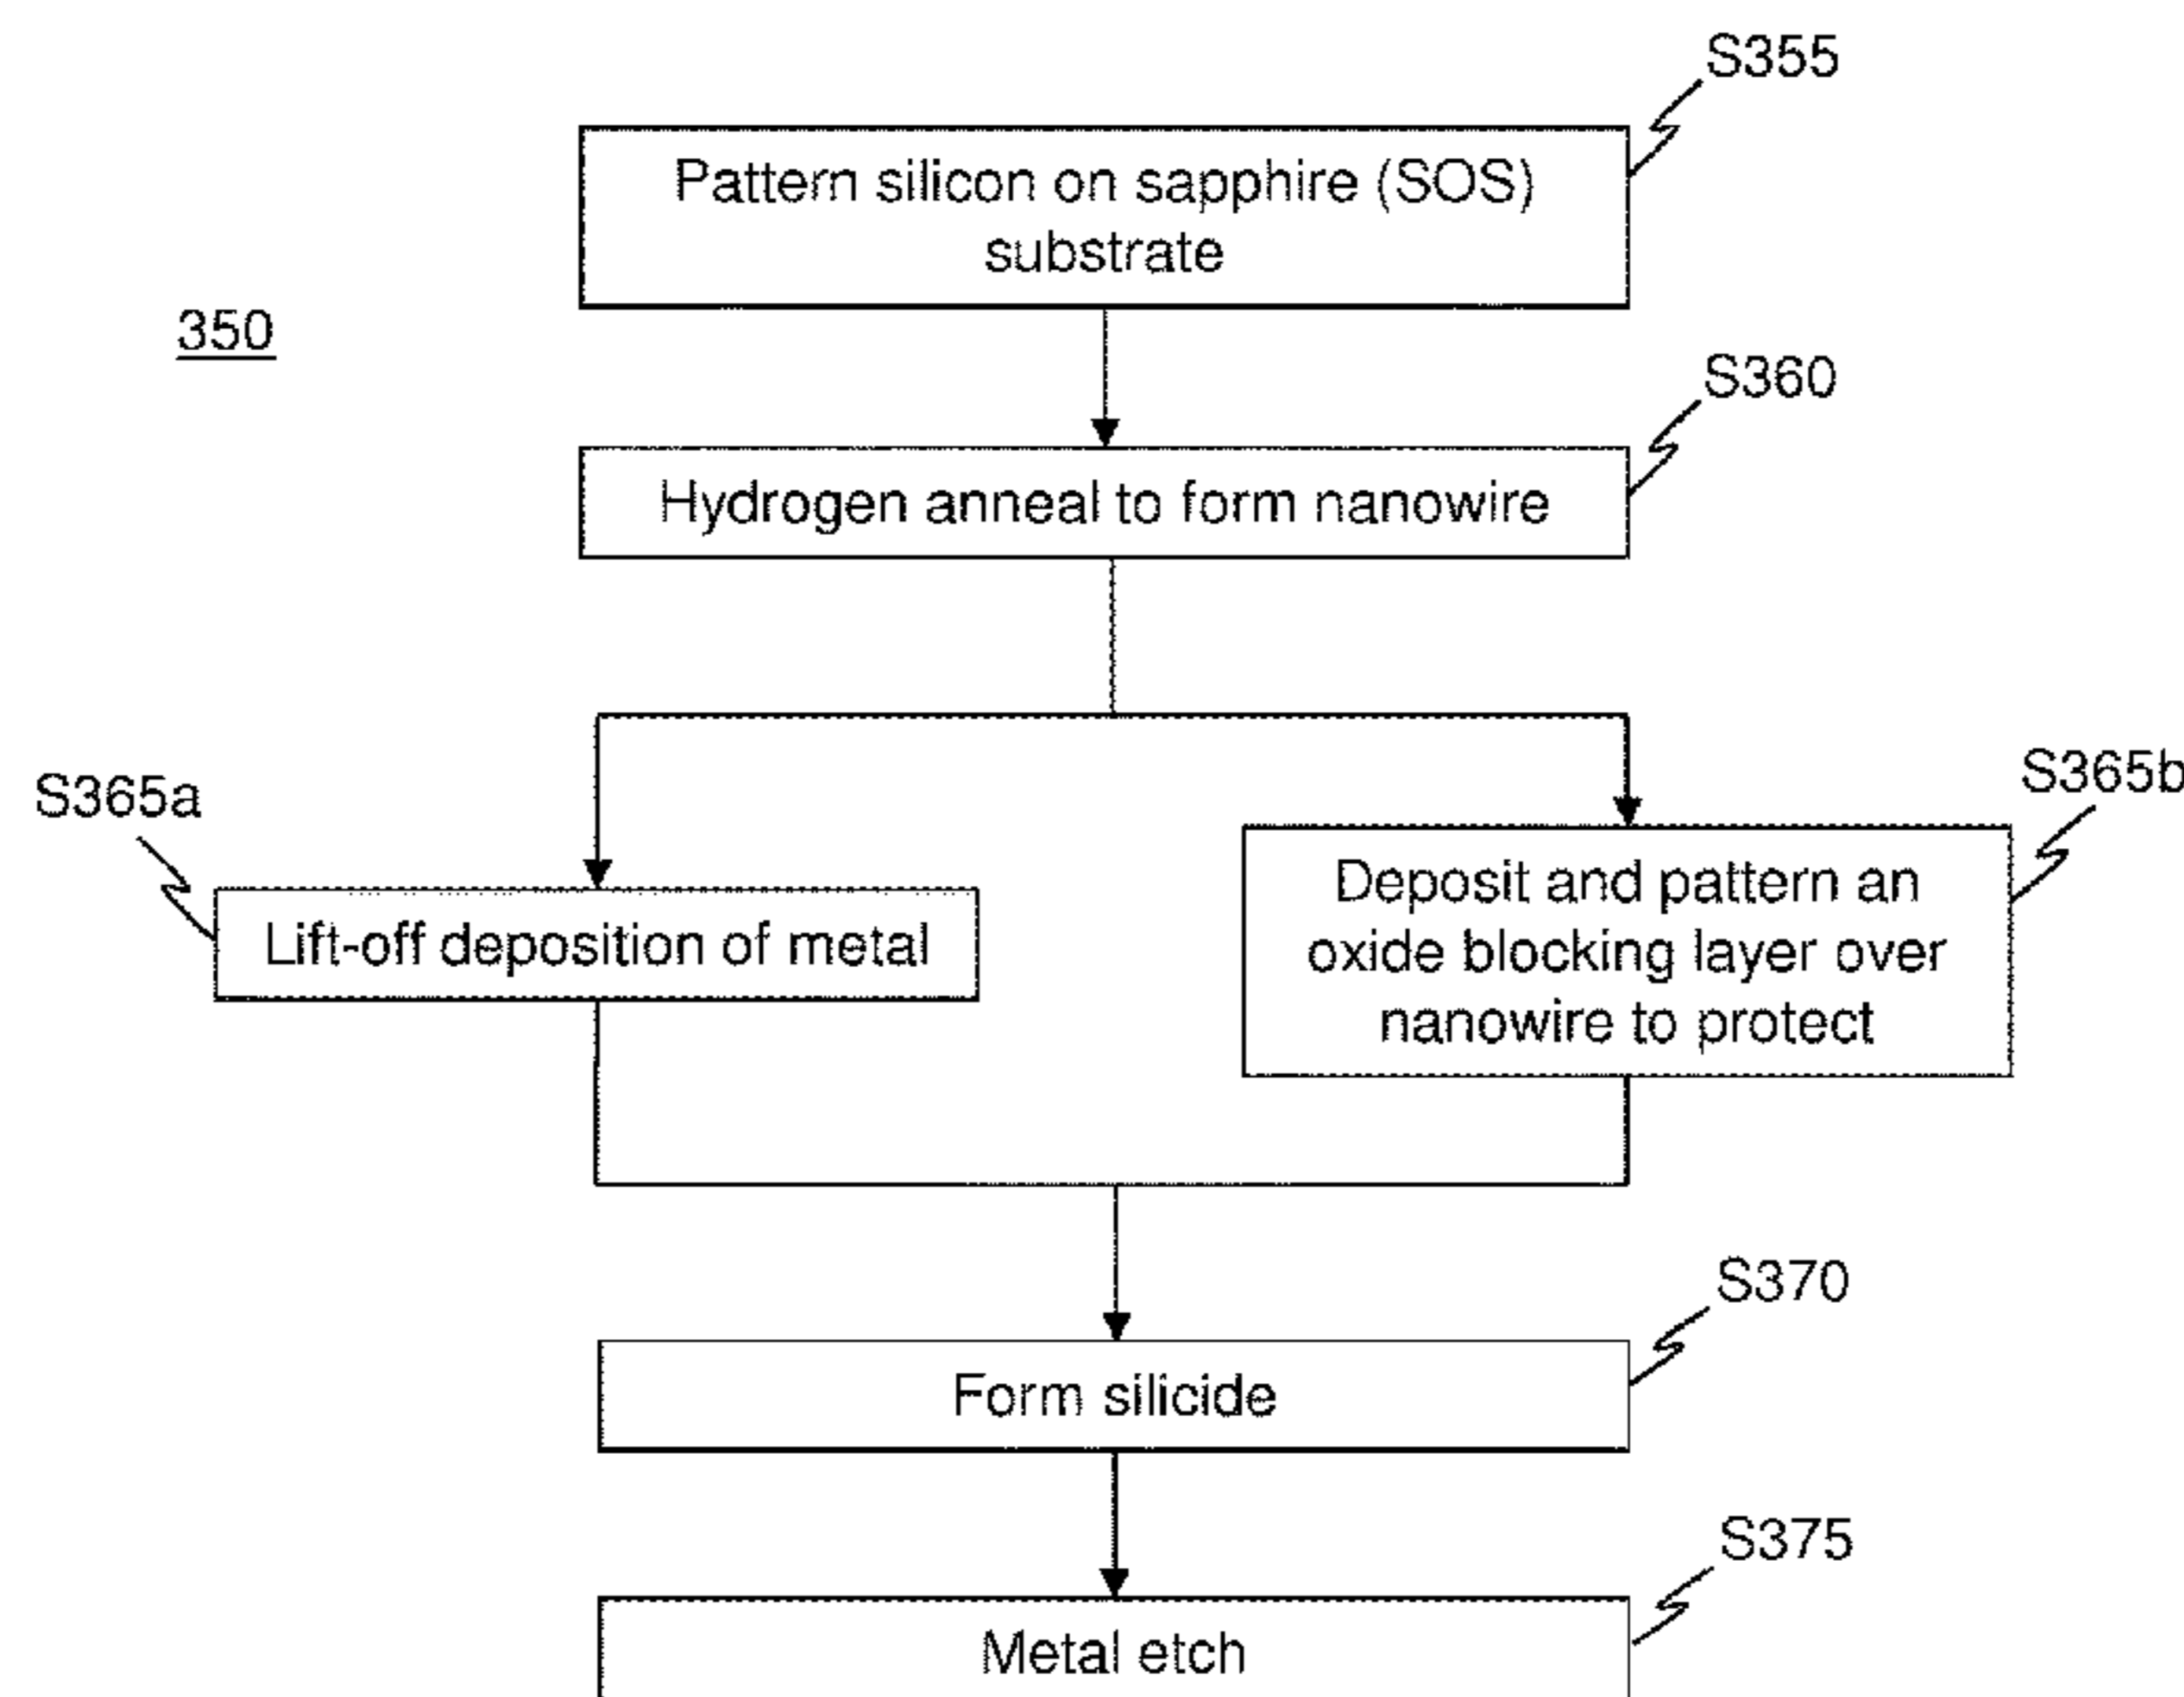 S355
Pattern silicon on sapphire (SOS)
substrate
350
S360
Hydrogen anneal to form nanowire
S365a
S365b
Lift-off deposition of metal
Deposit and pattern an
oxide blocking layer over
nanowire to protect
S370
Form silicide
S375
Metal etch